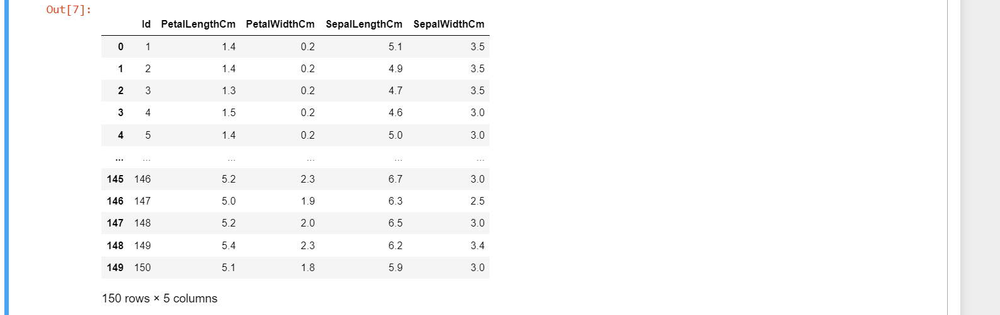 Out[7]:
Id PetalLengthCm PetalWidthCm SepalLengthCm SepalWidthCm
0 1 1.4 0.2 5.1 3.5
1 2 1.4 0.2 4.9 3.5
2 3 1.3 0.2 4.7 3.5
3 4 1.5 0.2 4.6 3.0
4 5 1.4 0.2 5.0 3.0
... ... ... ... ... ...
145 146 5.2 2.3 6.7 3.0
146 147 5.0 1.9 6.3 2.5
147 148 5.2 2.0 6.5 3.0
148 149 5.4 2.3 6.2 3.4
149 150 5.1 1.8 5.9 3.0
150 rows × 5 columns